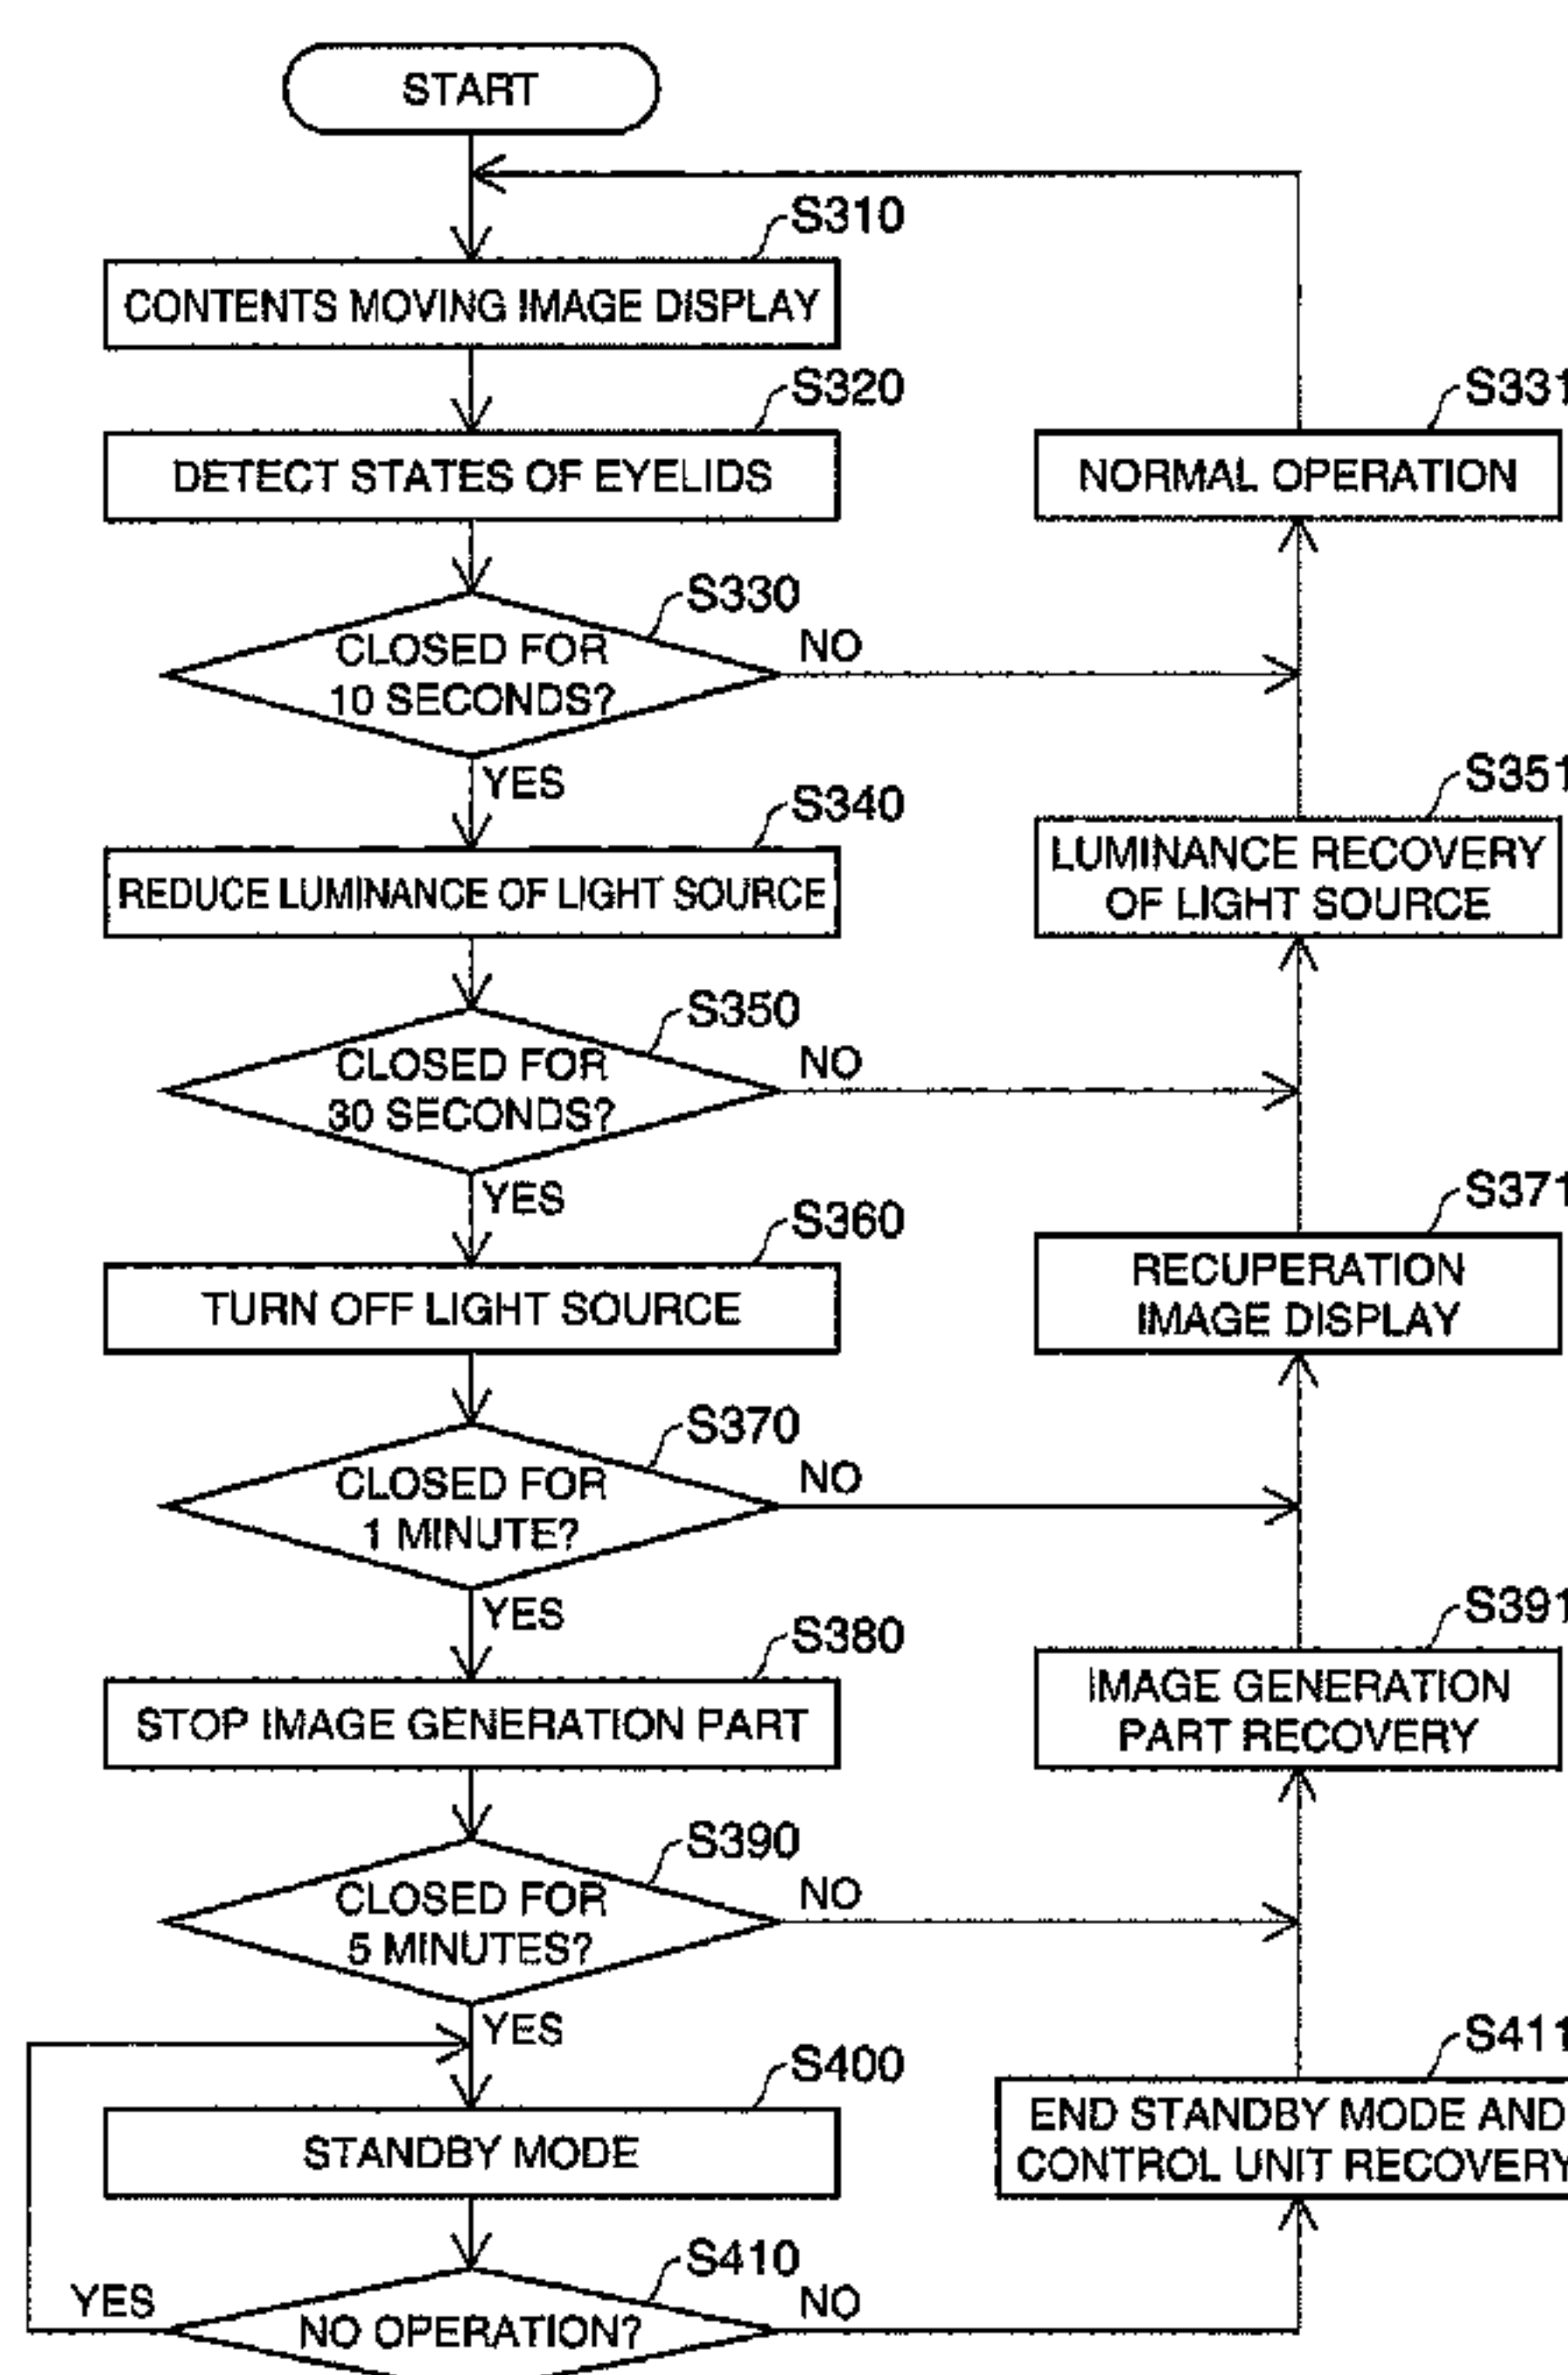 START
S310
CONTENTS MOVING IMAGE DISPLAY
S320
DETECT STATES OF EYELIDS
S331
NORMAL OPERATION
S330
CLOSED FOR
10 SECONDS?
NO
YES
S340
REDUCE LUMINANCE OF LIGHT SOURCE
S351
LUMINANCE RECOVERY
OF LIGHT SOURCE
S350
CLOSED FOR
30 SECONDS?
NO
YES
S360
TURN OFF LIGHT SOURCE
S371
RECUPERATION
IMAGE DISPLAY
S370
CLOSED FOR
1 MINUTE?
NO
YES
S380
STOP IMAGE GENERATION PART
S391
IMAGE GENERATION
PART RECOVERY
S390
CLOSED FOR
5 MINUTES?
NO
YES
S400
STANDBY MODE
S411
END STANDBY MODE AND
CONTROL UNIT RECOVERY
S410
NO OPERATION?
YES
NO